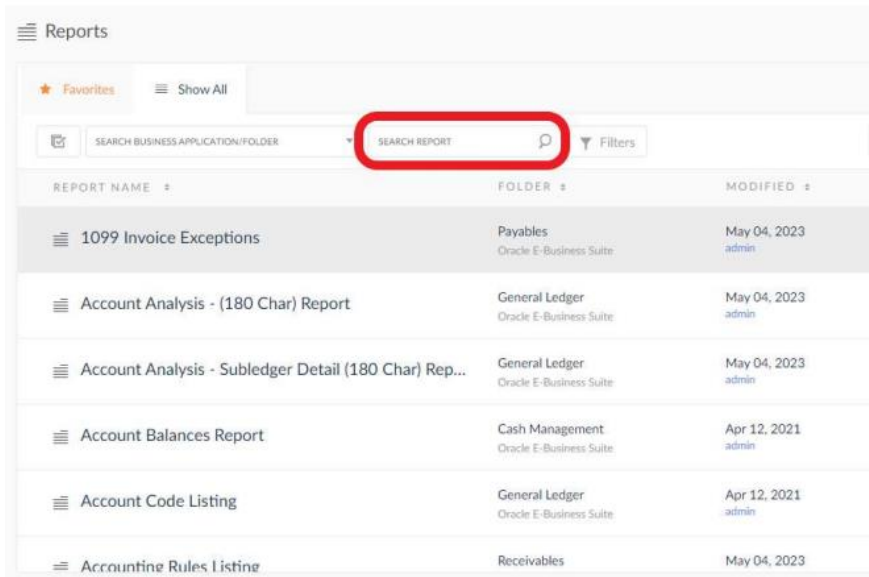 Reports
Favorites Show All
SEARCH BUSINESS APPLICATION/FOLDER SEARCH REPORT Filters
REPORT NAME FOLDER MODIFIED
1099 Invoice Exceptions Payables May 04, 2023
Oracle E-Business Suite admin
Account Analysis - (180 Char) Report General Ledger May 04, 2023
Oracle E-Business Suite admin
Account Analysis - Subledger Detail (180 Char) Rep... General Ledger May 04, 2023
Oracle E-Business Suite admin
Account Balances Report Cash Management Apr 12, 2021
Oracle E-Business Suite admin
Account Code Listing General Ledger Apr 12, 2021
Oracle E-Business Suite admin
Accounting Rules Listing Receivables May 04, 2023